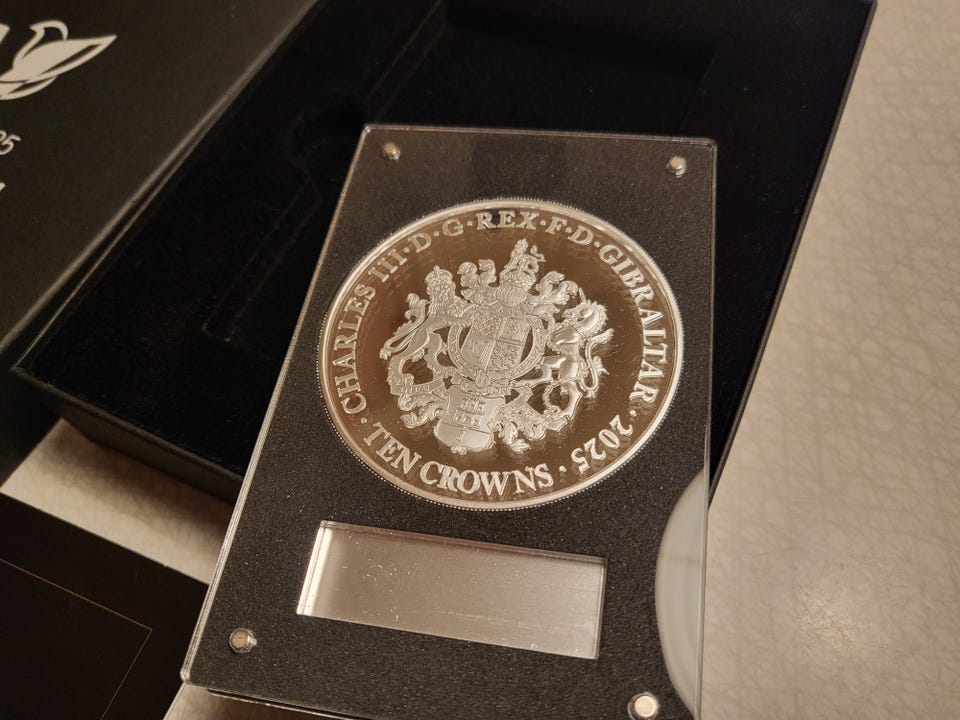 ·CHARLES III·D·G·REX·F·D·GIBRALTAR·2025·
TEN CROWNS